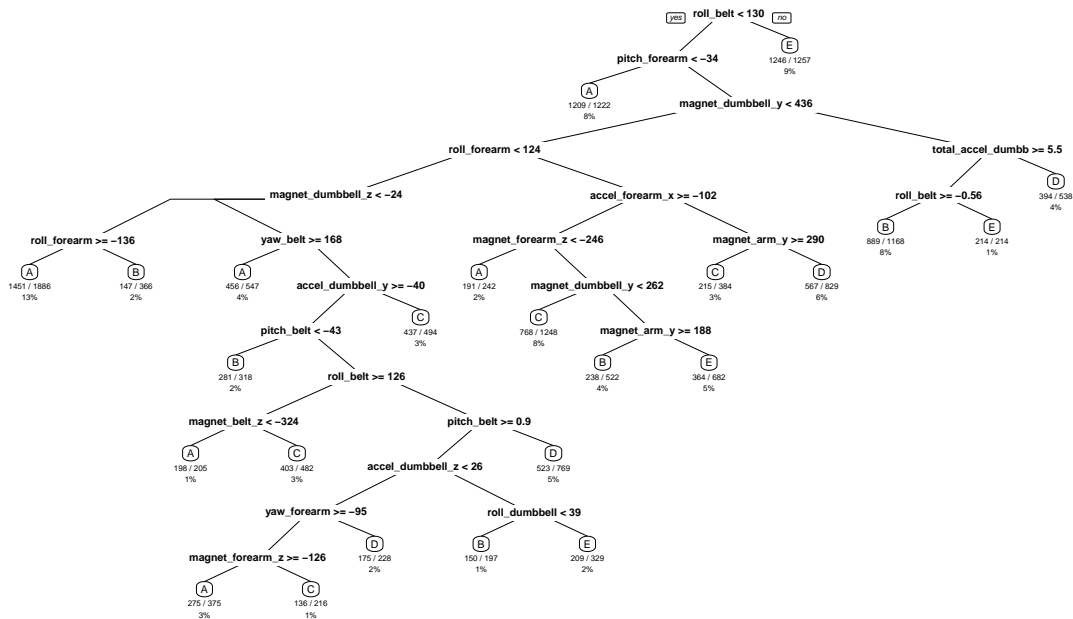 yes roll_belt < 130 no
E
1246 / 1257
9%
pitch_forearm < −34
A
1209 / 1222
8%
magnet_dumbbell_y < 436
roll_forearm < 124
total_accel_dumbb >= 5.5
D
394 / 538
4%
magnet_dumbbell_z < −24
accel_forearm_x >= −102
roll_belt >= −0.56
B
889 / 1168
8%
E
214 / 214
1%
roll_forearm >= −136
yaw_belt >= 168
magnet_forearm_z < −246
magnet_arm_y >= 290
A
1451 / 1886
13%
B
147 / 366
2%
A
456 / 547
4%
A
191 / 242
2%
C
215 / 384
3%
D
567 / 829
6%
accel_dumbbell_y >= −40
magnet_dumbbell_y < 262
C
437 / 494
3%
C
768 / 1248
8%
pitch_belt < −43
magnet_arm_y >= 188
B
281 / 318
2%
B
238 / 522
4%
E
364 / 682
5%
roll_belt >= 126
magnet_belt_z < −324
pitch_belt >= 0.9
A
198 / 205
1%
C
403 / 482
3%
D
523 / 769
5%
accel_dumbbell_z < 26
yaw_forearm >= −95
roll_dumbbell < 39
D
175 / 228
2%
B
150 / 197
1%
E
209 / 329
2%
magnet_forearm_z >= −126
A
275 / 375
3%
C
136 / 216
1%